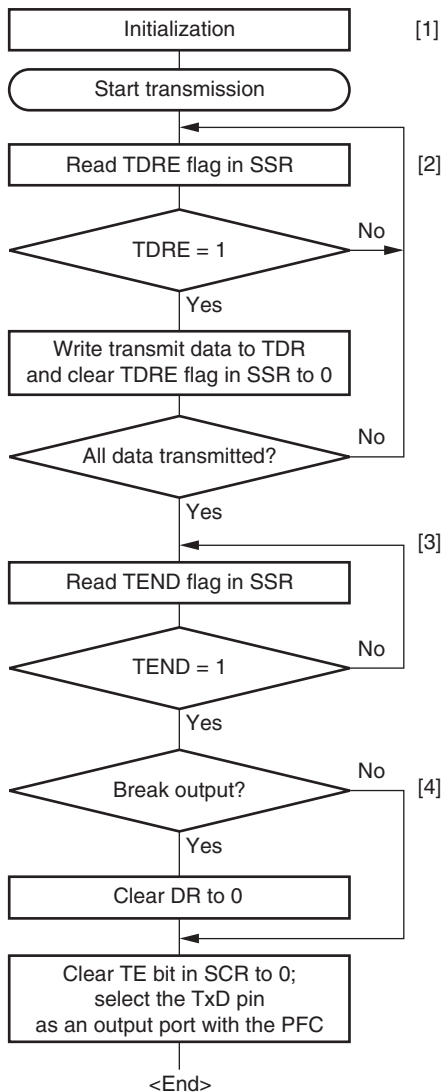 Initialization
[1]
Start transmission
Read TDRE flag in SSR
[2]
TDRE = 1
No
Yes
Write transmit data to TDR
and clear TDRE flag in SSR to 0
All data transmitted?
No
Yes
[3]
Read TEND flag in SSR
TEND = 1
No
Yes
Break output?
No
[4]
Yes
Clear DR to 0
Clear TE bit in SCR to 0;
select the TxD pin
as an output port with the PFC
<End>